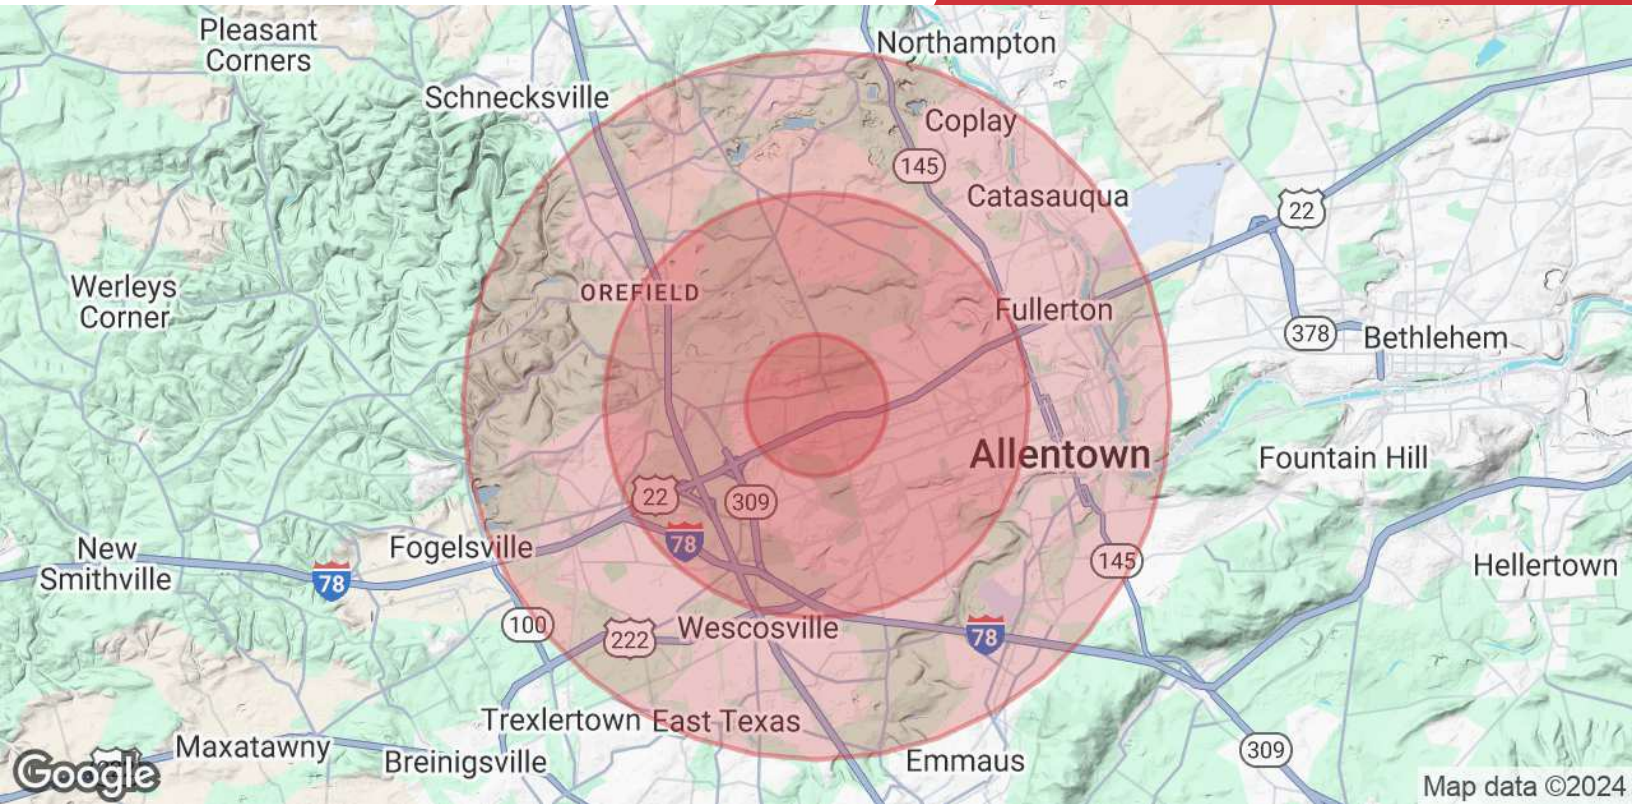 Pleasant
Corners
Northampton
Schnecksville
Coplay
145
Catasauqua
22
Werleys
Corner
OREFIELD
Fullerton
378
Bethlehem
Allentown
Fountain Hill
22
309
78
New
Smithville
Fogelsville
78
145
Hellertown
100
222
Wescosville
78
Trexlertown
East Texas
Maxatawny
Breinigsville
Emmaus
309
Google
Map data ©2024